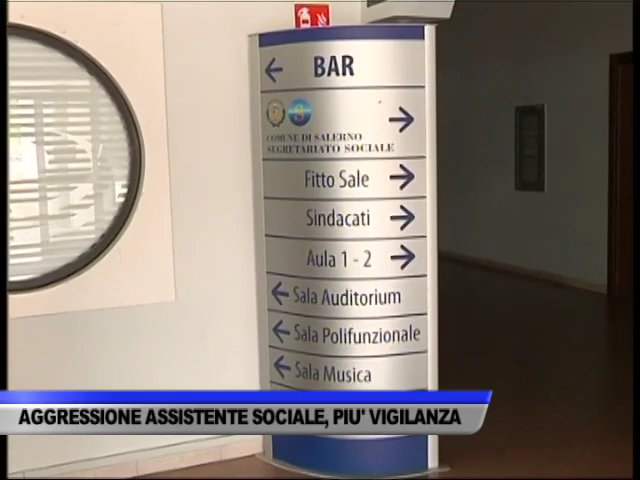 BAR
COMUNE DI SALERNO
SEGRETARIATO SOCIALE
Fitto Sale
Sindacati
Aula 1 - 2
Sala Auditorium
Sala Polifunzionale
Sala Musica
AGGRESSIONE ASSISTENTE SOCIALE, PIU' VIGILANZA